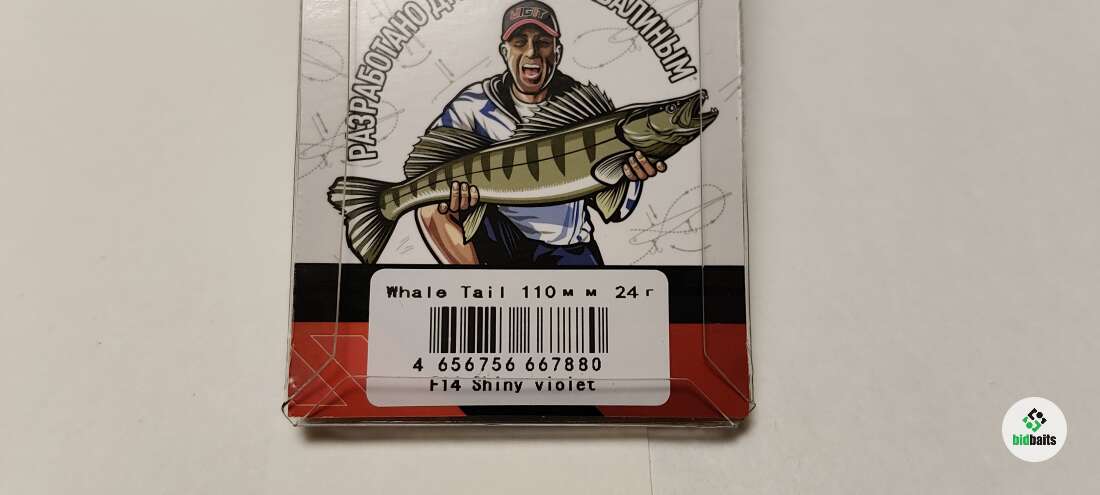 РАЗРАБОТАНО
Whale Tail 110мм 24г
4 656756 667880
F14 Shiny violet
bidbaits